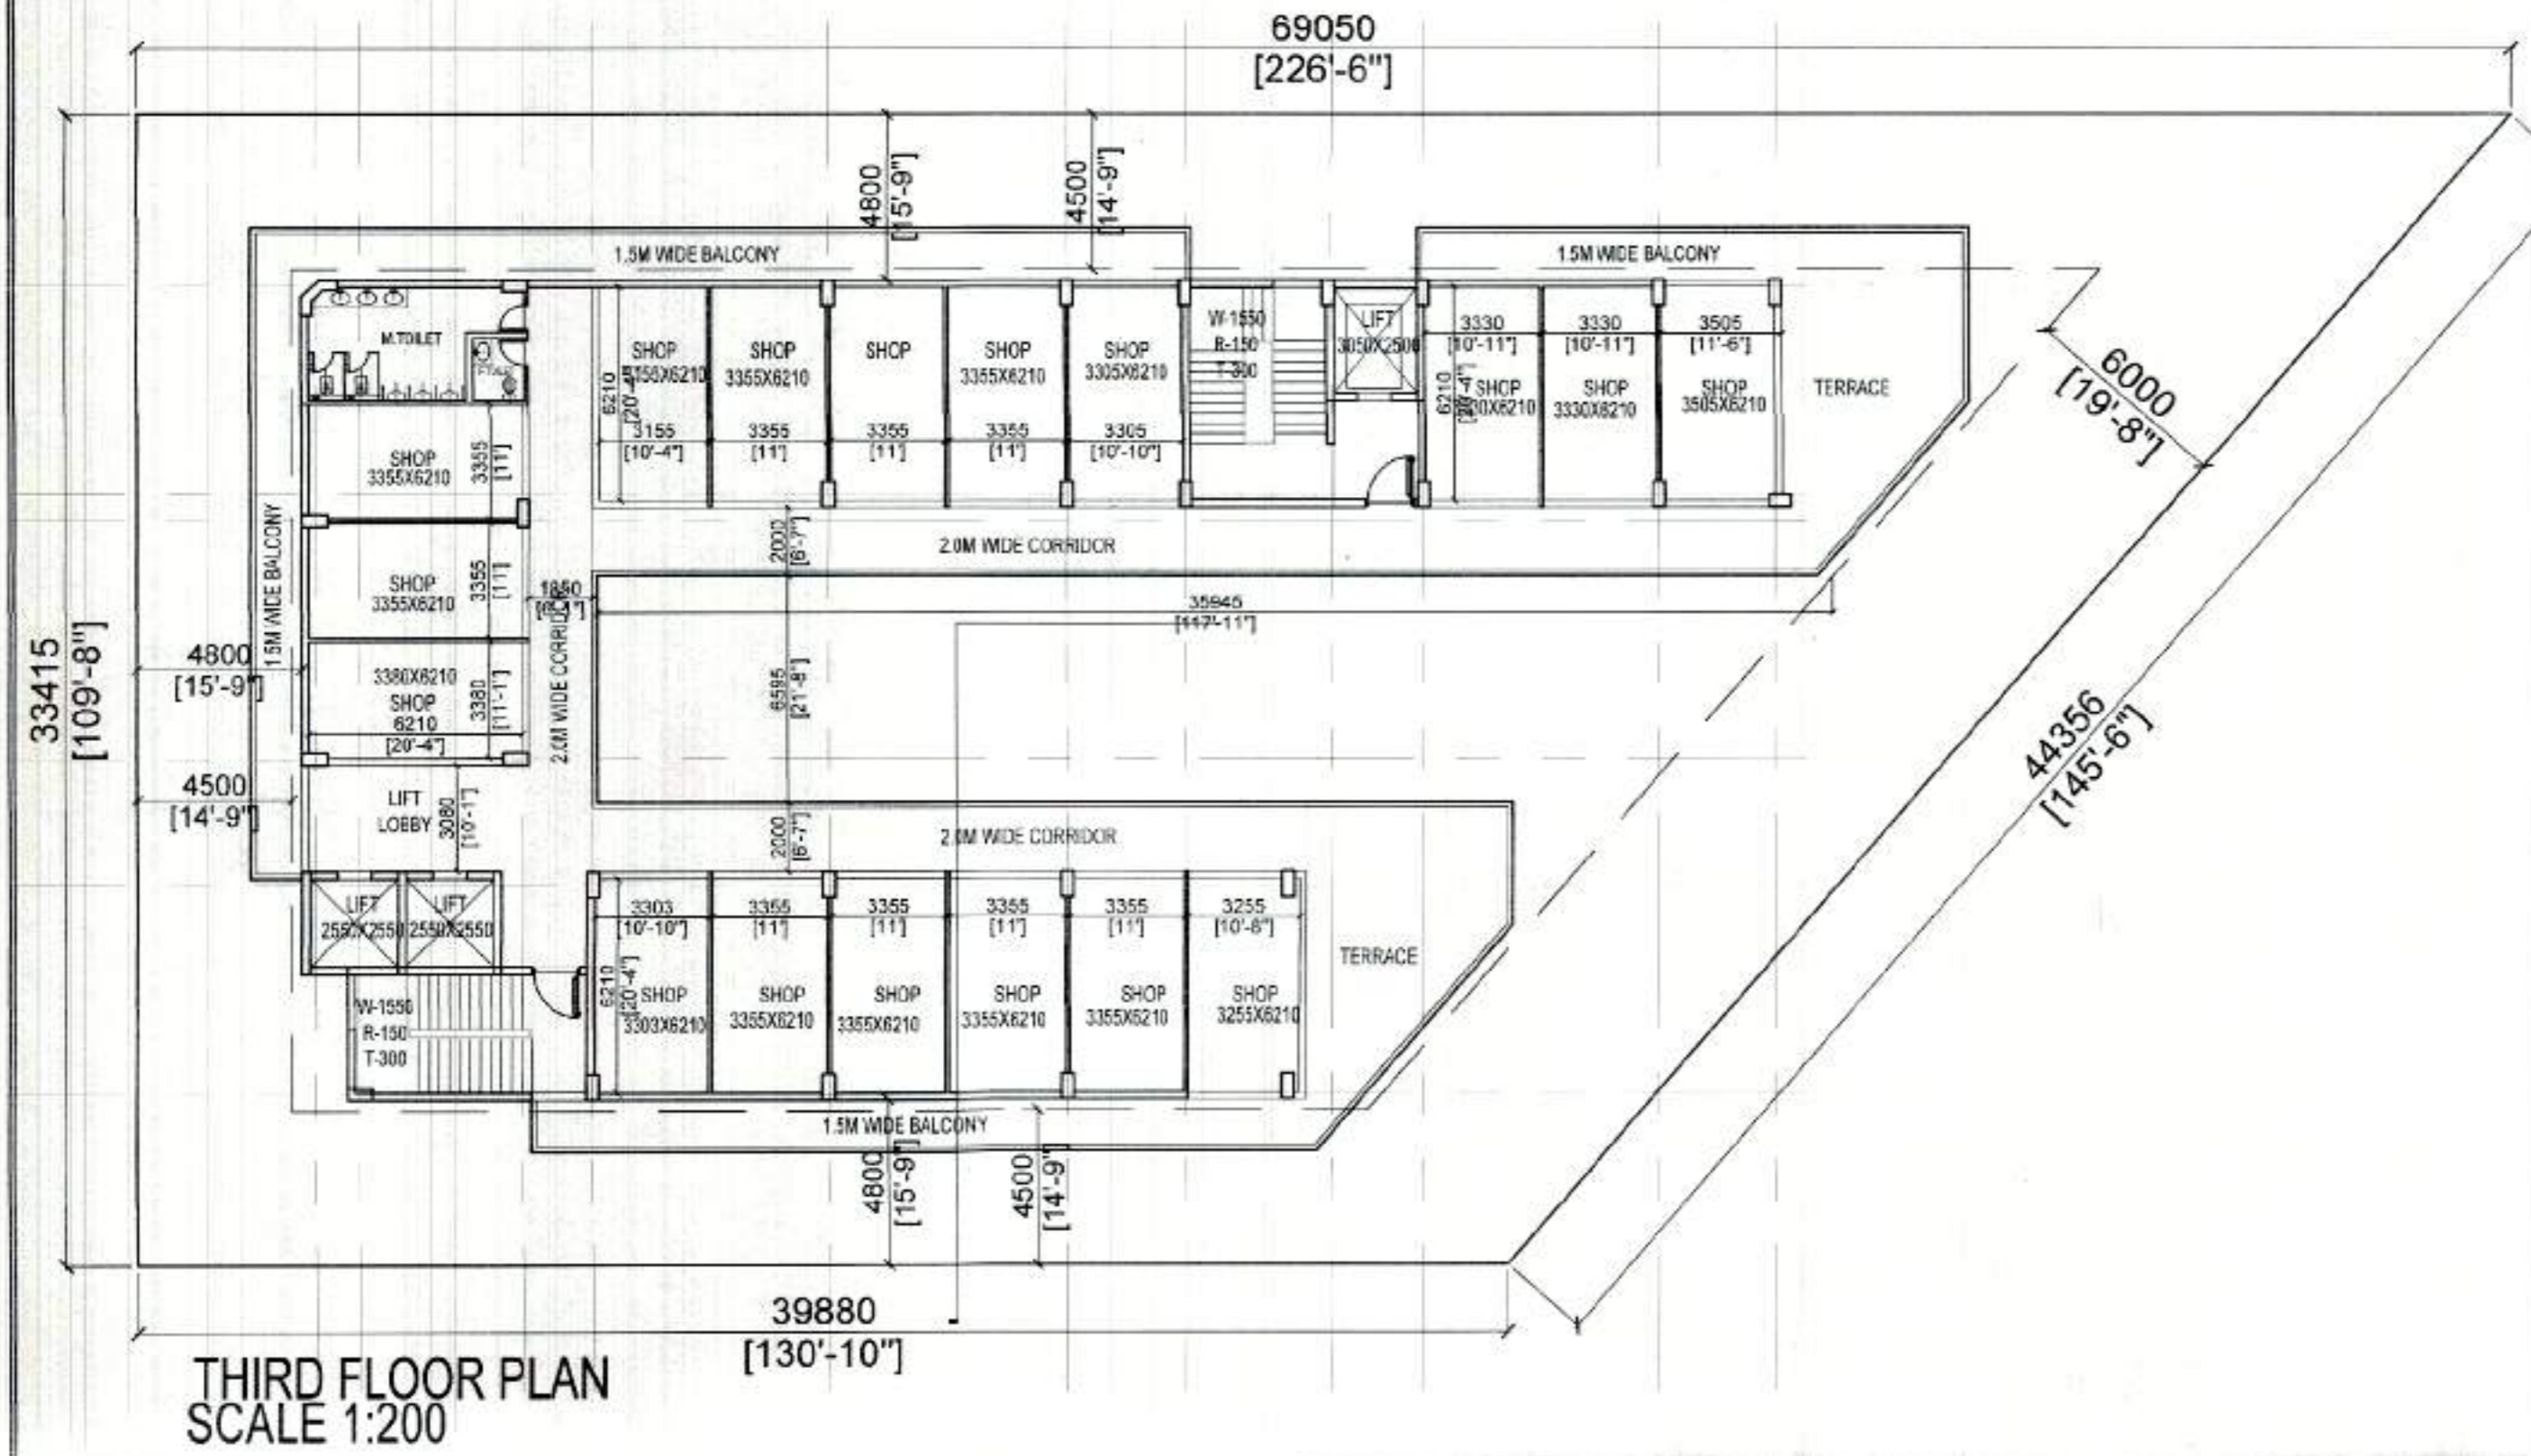 69050
[226'-6"]
4800
[15'-9"]
4500
[14'-9"]
1.5M WIDE BALCONY
1.5M WIDE BALCONY
M.TOILET
SHOP
6210
3155
[10'-4"]
SHOP
3355X6210
3355
[11']
SHOP
3355
[11']
SHOP
3355X6210
3355
[11']
SHOP
3305X6210
3305
[10'-10"]
W-1550
R-150
T-300
LIFT
3330
[10'-11"]
6210
SHOP
3330
[10'-11"]
SHOP
3330X6210
3505
[11'-6"]
SHOP
3505X6210
TERRACE
6000
[19'-8"]
SHOP
3355X6210
3355
[11']
1.5M WIDE BALCONY
2000
[6'-7"]
2.0M WIDE CORRIDOR
SHOP
3355X6210
3355
[11']
35945
[117'-11"]
33415
[109'-8"]
4800
[15'-9"]
3380X6210
SHOP
6210
[20'-4"]
3380
[11'-1"]
6595
[21'-8"]
44356
[145'-6"]
4500
[14'-9"]
LIFT
LOBBY
3080
[10'-1"]
2000
[6'-7"]
2.0M WIDE CORRIDOR
LIFT
2550X2550
LIFT
2550X2550
3303
[10'-10"]
3355
[11']
3355
[11']
3355
[11']
3355
[11']
3255
[10'-8"]
TERRACE
W-1550
R-150
T-300
6210
[20'-4"]
SHOP
3303X6210
SHOP
3355X6210
SHOP
3355X6210
SHOP
3355X6210
SHOP
3355X6210
SHOP
3255X6210
1.5M WIDE BALCONY
4800
[15'-9"]
4500
[14'-9"]
39880
[130'-10"]
THIRD FLOOR PLAN
SCALE 1:200